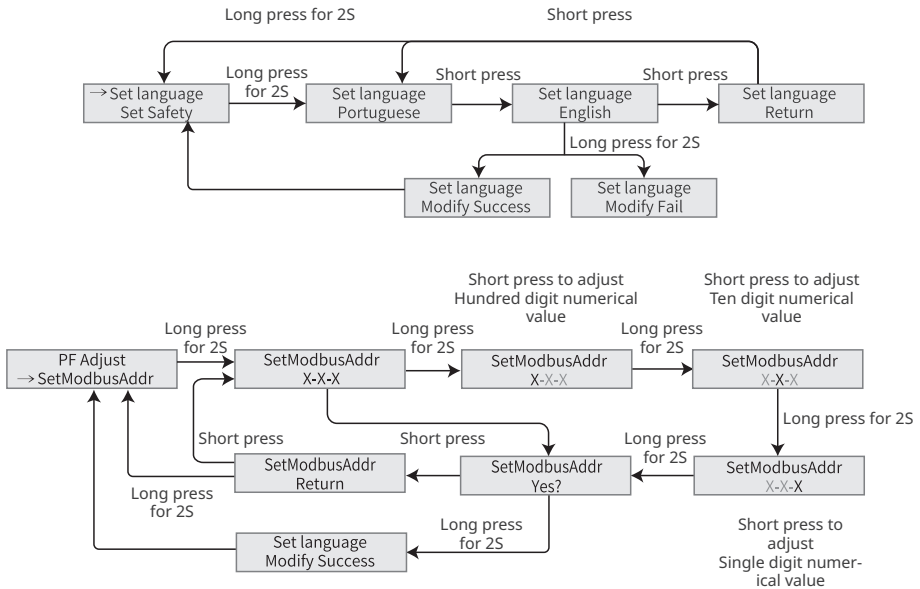 Long press for 2S
Short press
→Set language
Set Safety
Long press
for 2S
Set language
Portuguese
Short press
Set language
English
Short press
Set language
Return
Long press for 2S
Set language
Modify Success
Set language
Modify Fail
Short press to adjust
Hundred digit numerical
value
Short press to adjust
Ten digit numerical
value
PF Adjust
→SetModbusAddr
Long press
for 2S
SetModbusAddr
X-X-X
Long press
for 2S
SetModbusAddr
X-X-X
Long press
for 2S
SetModbusAddr
X-X-X
Long press for 2S
Short press
SetModbusAddr
Return
Short press
SetModbusAddr
Yes?
Long press
for 2S
SetModbusAddr
X-X-X
Long press
for 2S
Set language
Modify Success
Long press
for 2S
Short press to
adjust
Single digit numer-
ical value